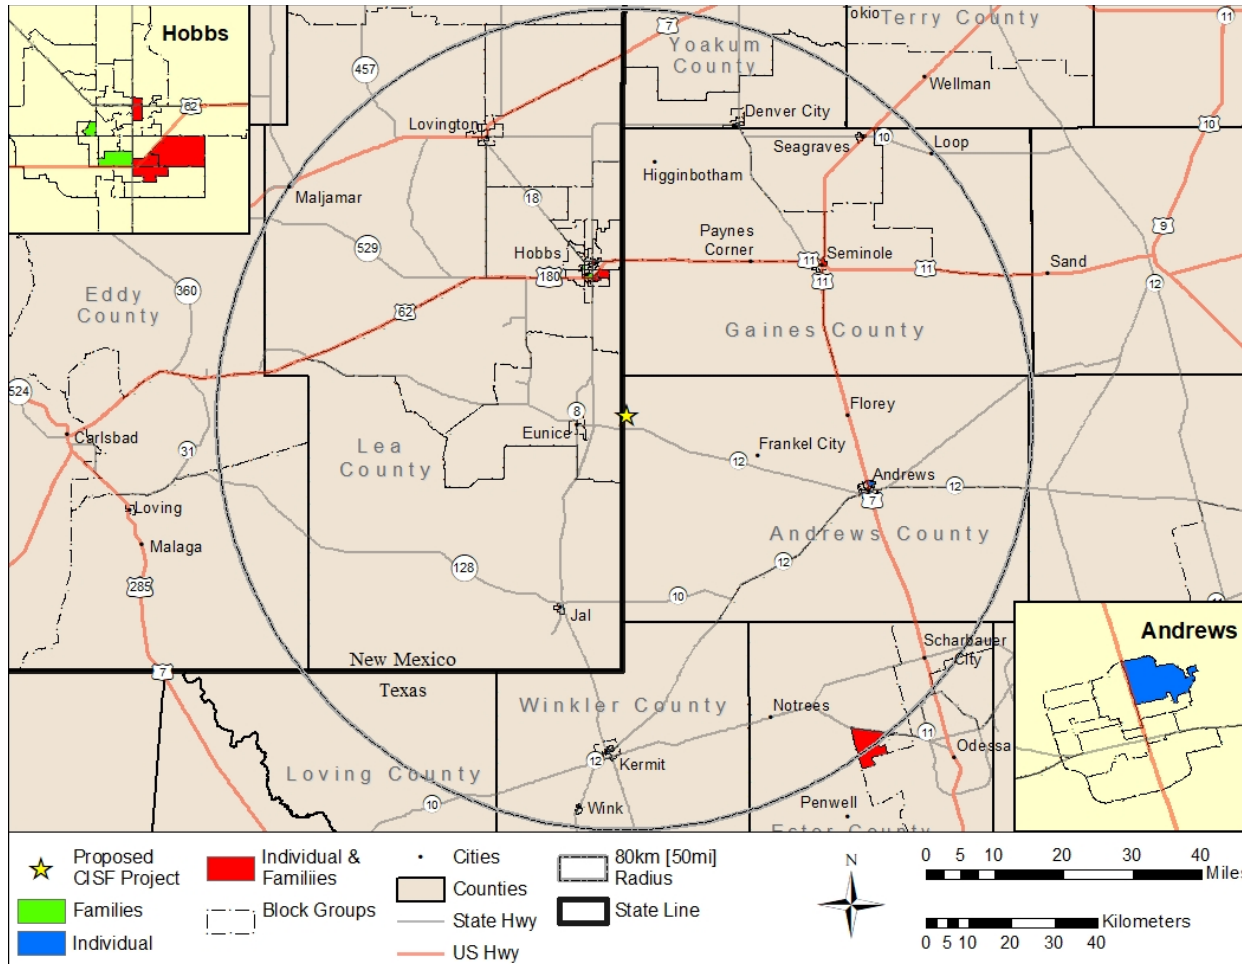 Hobbs
62
457
Lovington
Maljamar
18
529
Hobbs
180
360
Eddy
County
62
524
Carlsbad
31
Loving
Malaga
285
8
Eunice
Lea
County
128
Jal
New Mexico
Texas
7
7
Yoakum
County
Tokio
Terry County
11
Wellman
Denver City
10
Seagraves
10
Loop
Higginbotham
9
Paynes
Corner
11
Seminole
11
11
Sand
12
Gaines County
Florey
Frankel City
12
Andrews
12
7
Andrews County
12
10
11
Andrews
Scharbauer
City
Winkler County
Notrees
11
Odessa
12
Kermit
Loving County
10
Wink
Penwell
Ector County
Proposed
CISF Project
Families
Individual
Individual &
Familiies
Block Groups
Cities
Counties
State Hwy
US Hwy
80km [50mi]
Radius
State Line
N
0 5 10 20 30 40
Miles
Kilometers
0 5 10 20 30 40